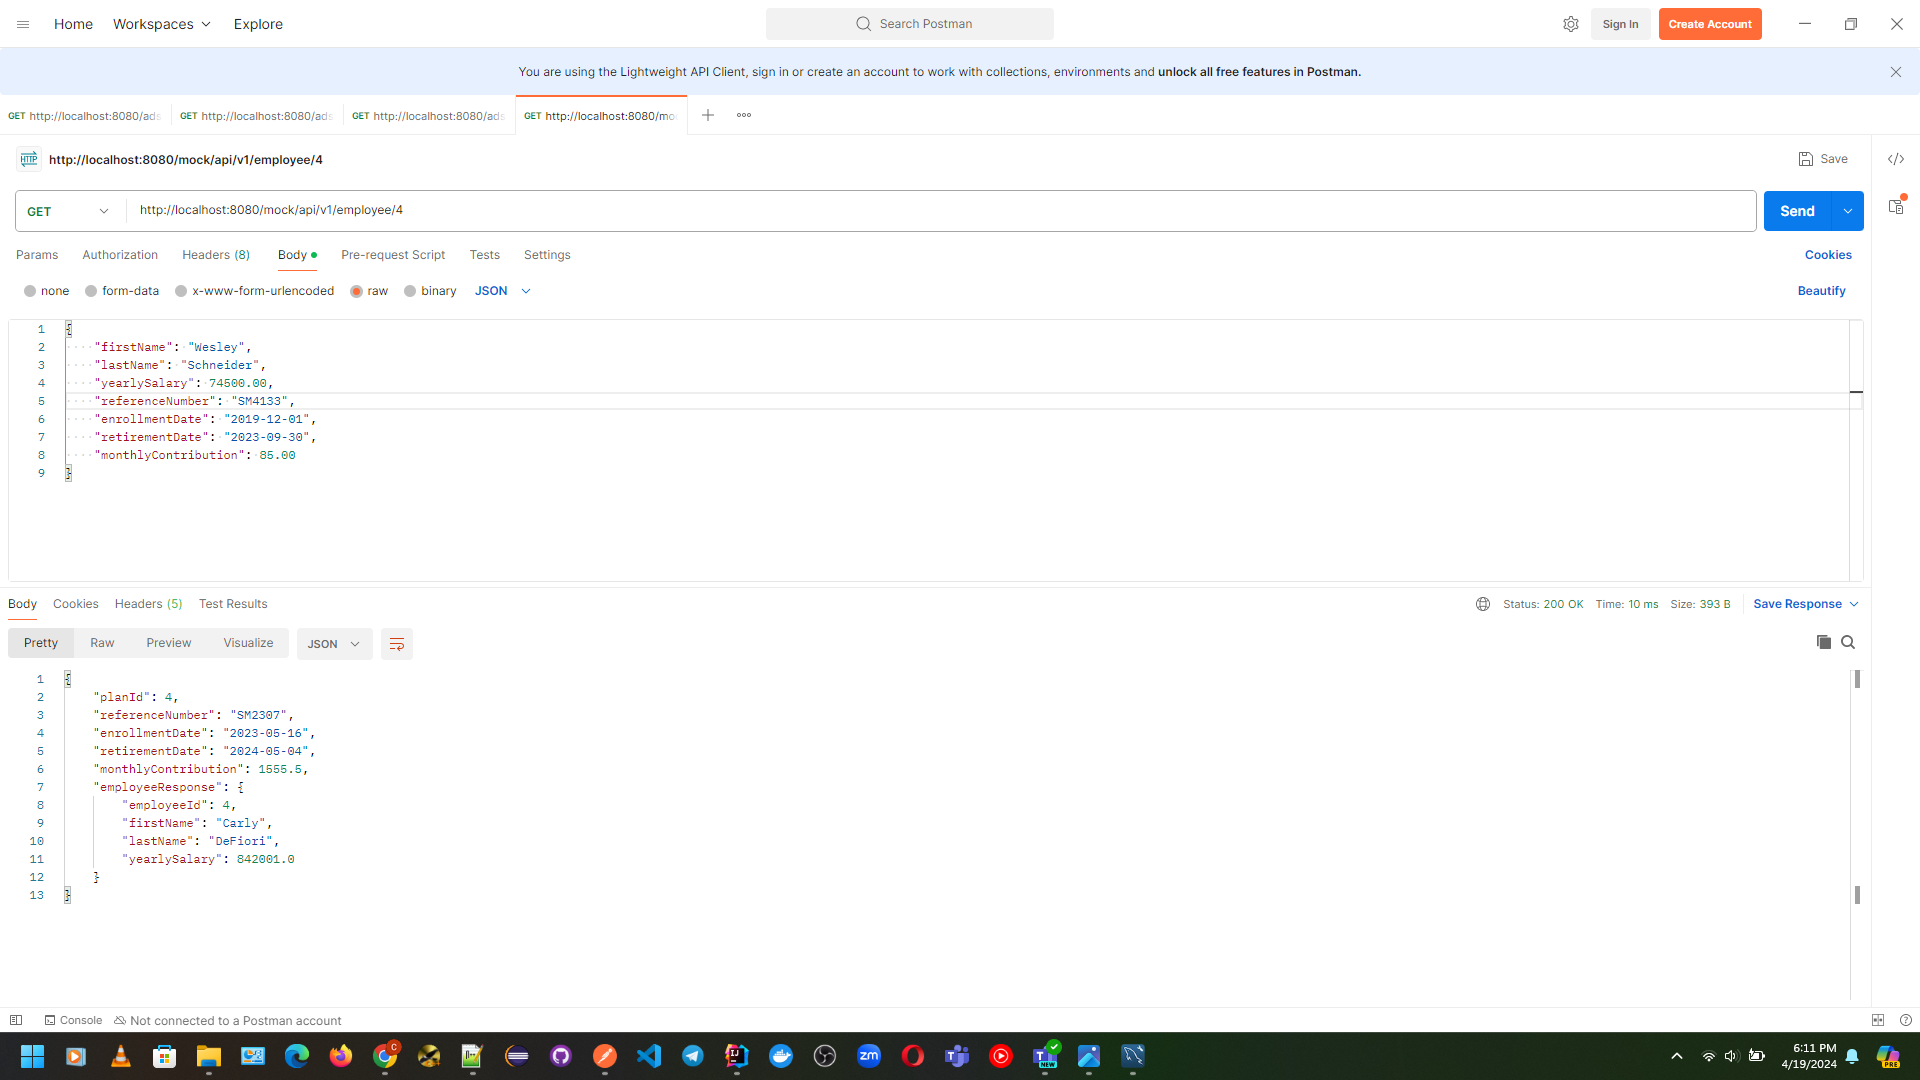 Home Workspaces Explore Search Postman Sign In Create Account
You are using the Lightweight API Client, sign in or create an account to work with collections, environments and unlock all free features in Postman.
GET http://localhost:8080/ads GET http://localhost:8080/ads GET http://localhost:8080/ads GET http://localhost:8080/mo
HTTP http://localhost:8080/mock/api/v1/employee/4 Save </>
GET http://localhost:8080/mock/api/v1/employee/4 Send
Params Authorization Headers (8) Body Pre-request Script Tests Settings Cookies
none form-data x-www-form-urlencoded raw binary JSON Beautify
1 {
2 "firstName": "Wesley",
3 "lastName": "Schneider",
4 "yearlySalary": 74500.00,
5 "referenceNumber": "SM4133",
6 "enrollmentDate": "2019-12-01",
7 "retirementDate": "2023-09-30",
8 "monthlyContribution": 85.00
9 }
Body Cookies Headers (5) Test Results Status: 200 OK Time: 10 ms Size: 393 B Save Response
Pretty Raw Preview Visualize JSON
1 {
2 "planId": 4,
3 "referenceNumber": "SM2307",
4 "enrollmentDate": "2023-05-16",
5 "retirementDate": "2024-05-04",
6 "monthlyContribution": 1555.5,
7 "employeeResponse": {
8 "employeeId": 4,
9 "firstName": "Carly",
10 "lastName": "DeFiori",
11 "yearlySalary": 842001.0
12 }
13 }
Console Not connected to a Postman account
C zm NEW 6:11 PM PRE
4/19/2024